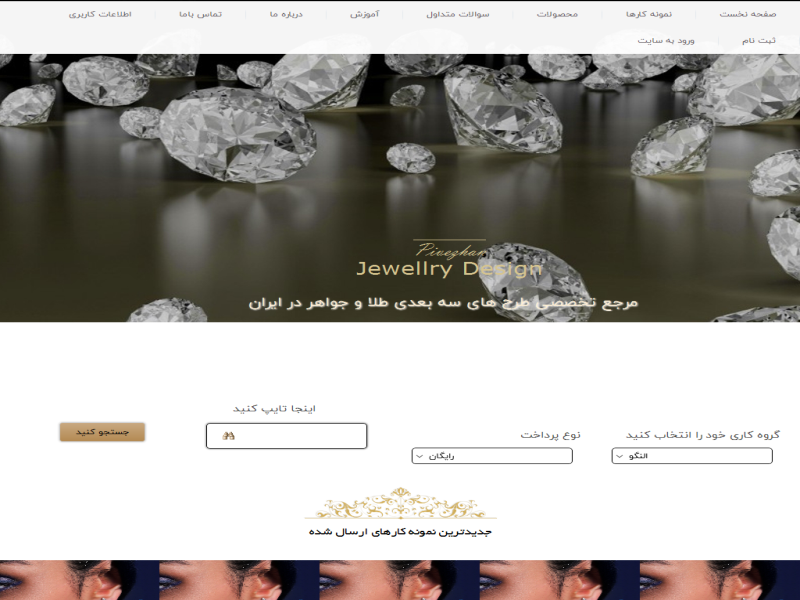 صفحه نخست نمونه کارها محصولات سوالات متداول آموزش درباره ما تماس باما اطلاعات کاربری
ثبت نام ورود به سایت
Pivezhan
Jewellry Design
مرجع تخصصی طرح های سه بعدی طلا و جواهر در ایران
اینجا تایپ کنید
گروه کاری خود را انتخاب کنید نوع پرداخت
جستجو کنید
النگو رایگان
جدیدترین نمونه کارهای ارسال شده